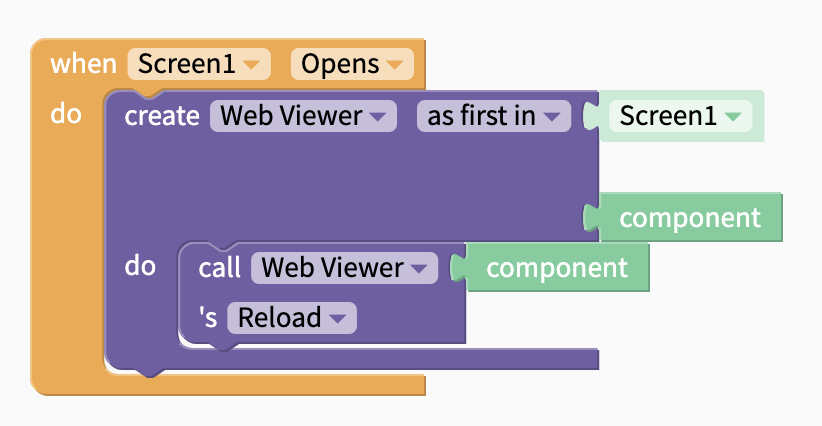 when Screen1 Opens
do create Web Viewer as first in Screen1
component
do call Web Viewer component
's Reload